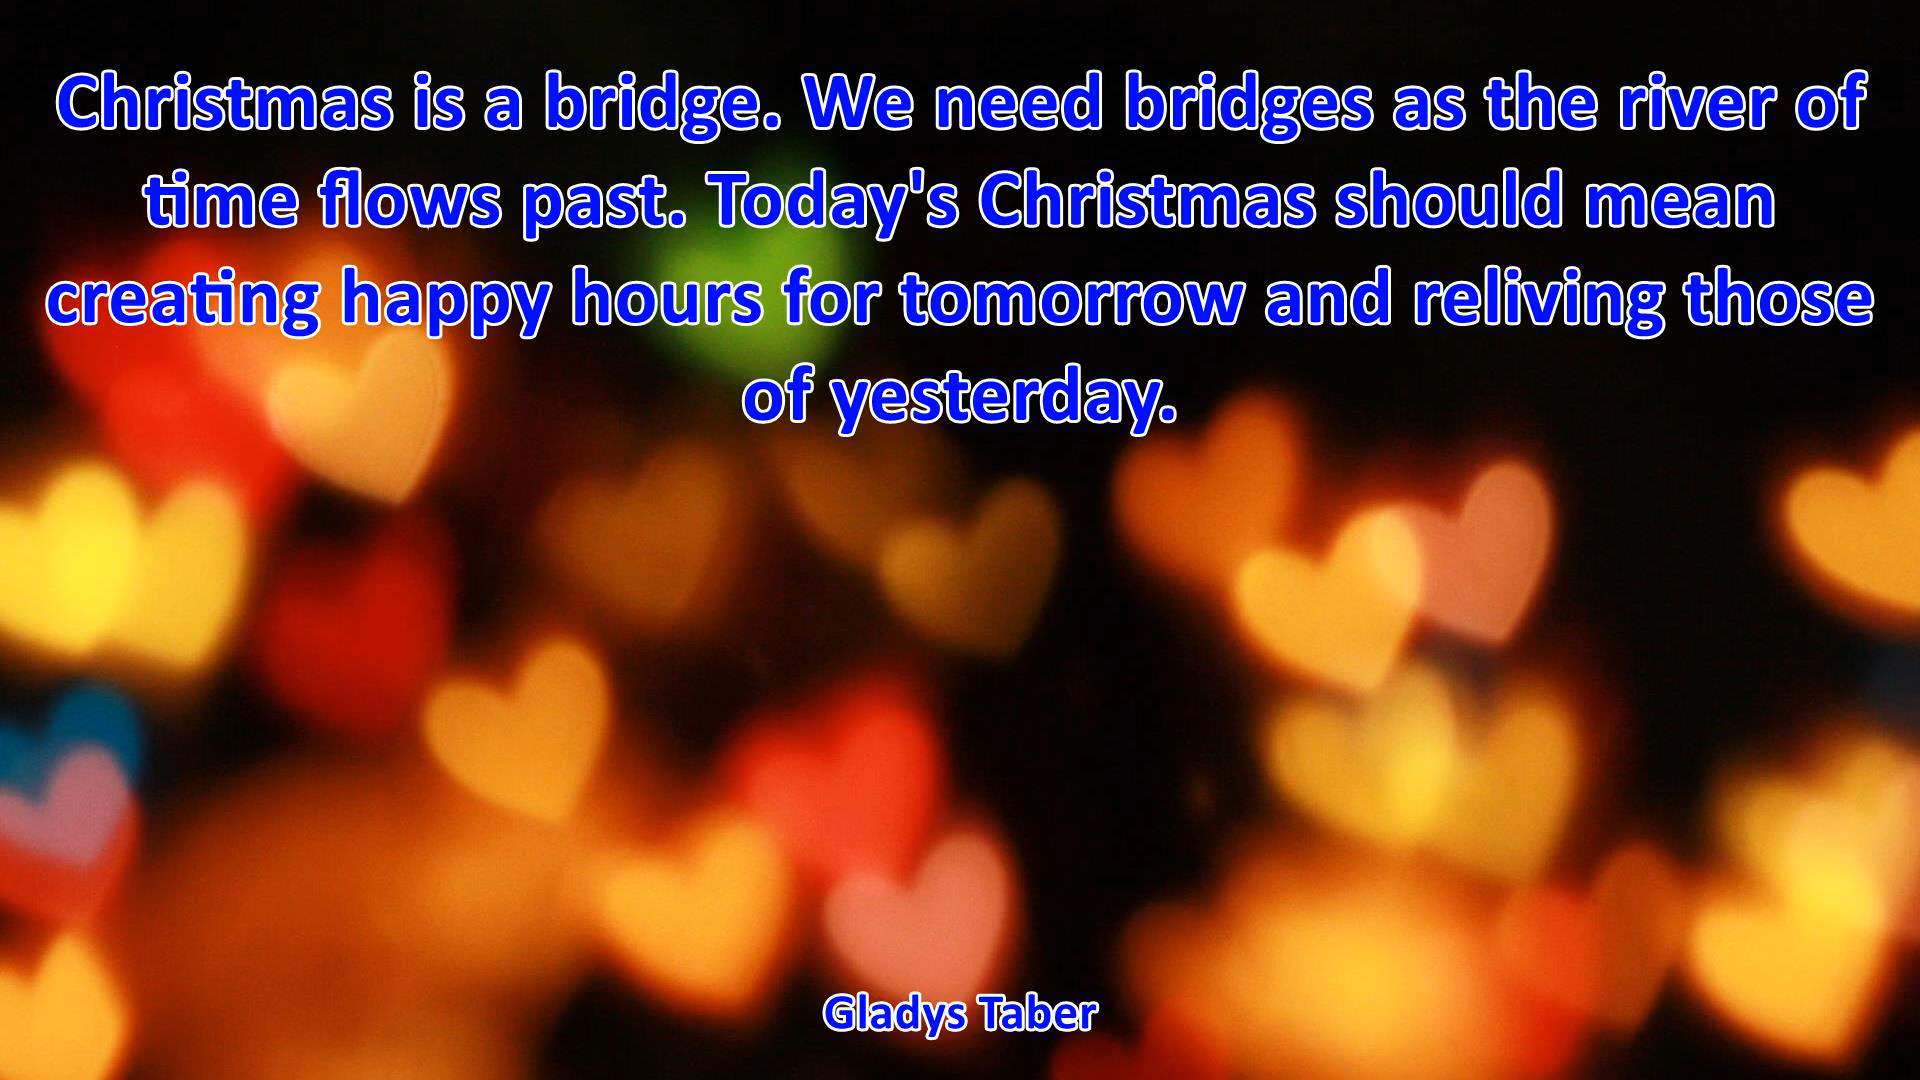 Christmas is a bridge. We need bridges as the river of
time flows past. Today's Christmas should mean
creating happy hours for tomorrow and reliving those
of yesterday.
Gladys Taber